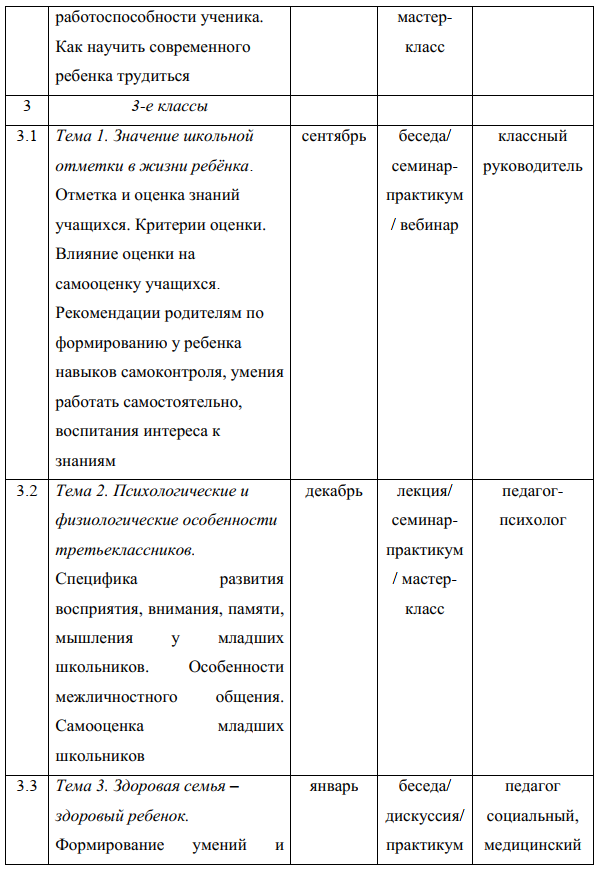 работоспособности ученика.
Как научить современного
ребенка трудиться
мастер-
класс
3
3-е классы
3.1
Тема 1. Значение школьной
отметки в жизни ребёнка.
Отметка и оценка знаний
учащихся. Критерии оценки.
Влияние оценки на
самооценку учащихся.
Рекомендации родителям по
формированию у ребенка
навыков самоконтроля, умения
работать самостоятельно,
воспитания интереса к
знаниям
сентябрь
беседа/
семинар-
практикум
/ вебинар
классный
руководитель
3.2
Тема 2. Психологические и
физиологические особенности
третьеклассников.
Специфика развития
восприятия, внимания, памяти,
мышления у младших
школьников. Особенности
межличностного общения.
Самооценка младших
школьников
декабрь
лекция/
семинар-
практикум
/ мастер-
класс
педагог-
психолог
3.3
Тема 3. Здоровая семья –
здоровый ребенок.
Формирование умений и
январь
беседа/
дискуссия/
практикум
педагог
социальный,
медицинский